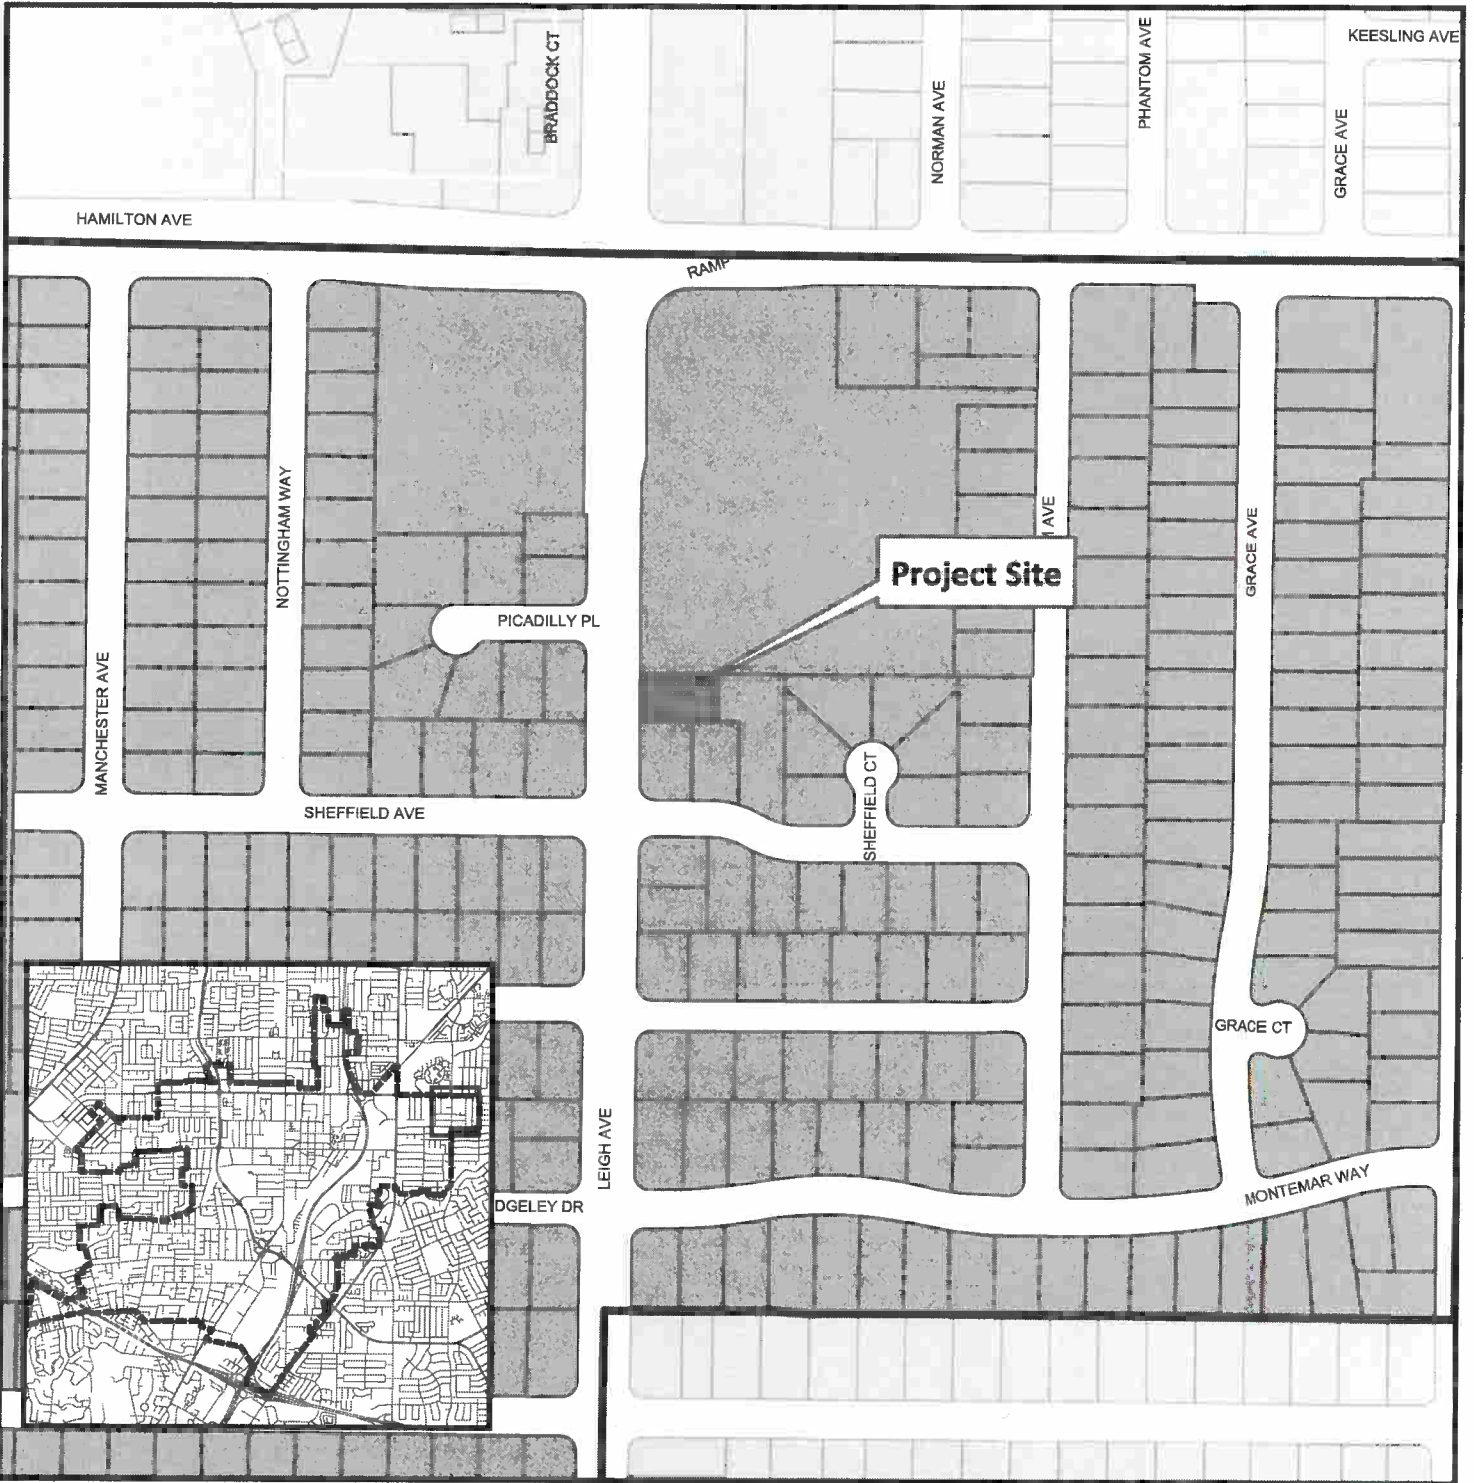 KEESLING AVE
BRADDOCK CT
PHANTOM AVE
NORMAN AVE
GRACE AVE
HAMILTON AVE
RAMP
NOTTINGHAM WAY
AVE
GRACE AVE
Project Site
PICADILLY PL
MANCHESTER AVE
SHEFFIELD CT
SHEFFIELD AVE
GRACE CT
LEIGH AVE
MONTEMAR WAY
DGELEY DR